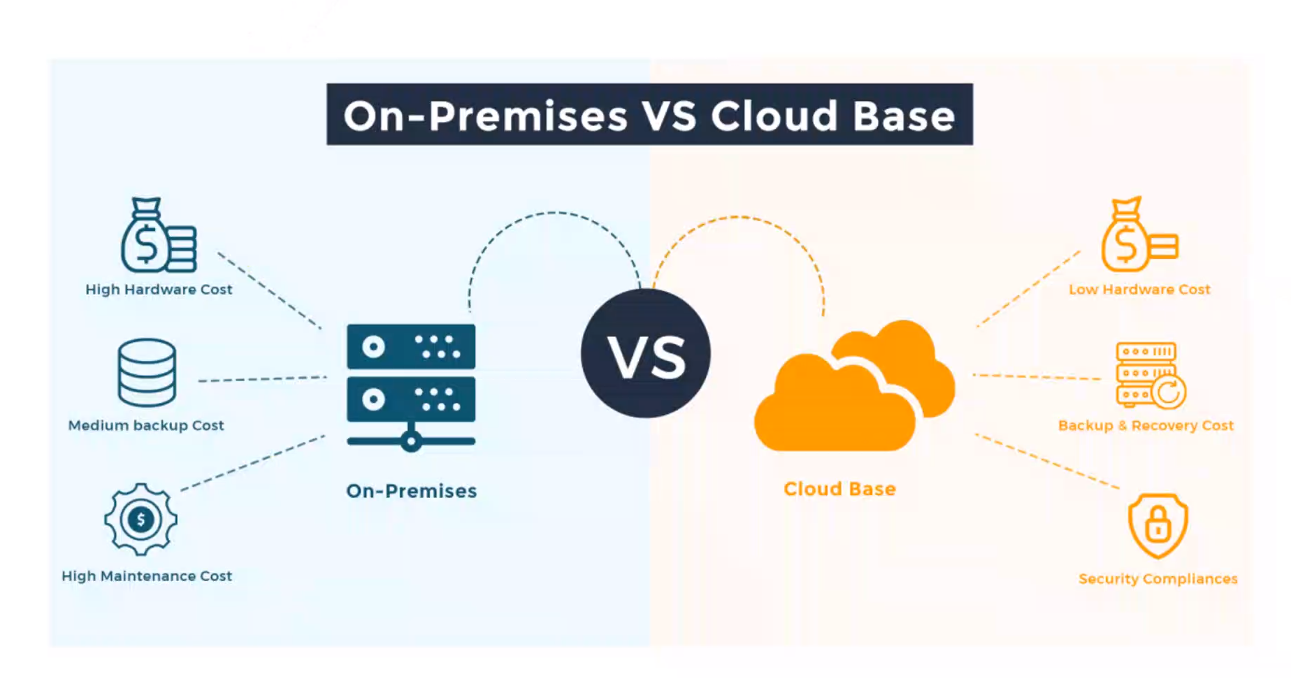 On-Premises VS Cloud Base
High Hardware Cost
Medium backup Cost
High Maintenance Cost
On-Premises
VS
Cloud Base
Low Hardware Cost
Backup & Recovery Cost
Security Compliances